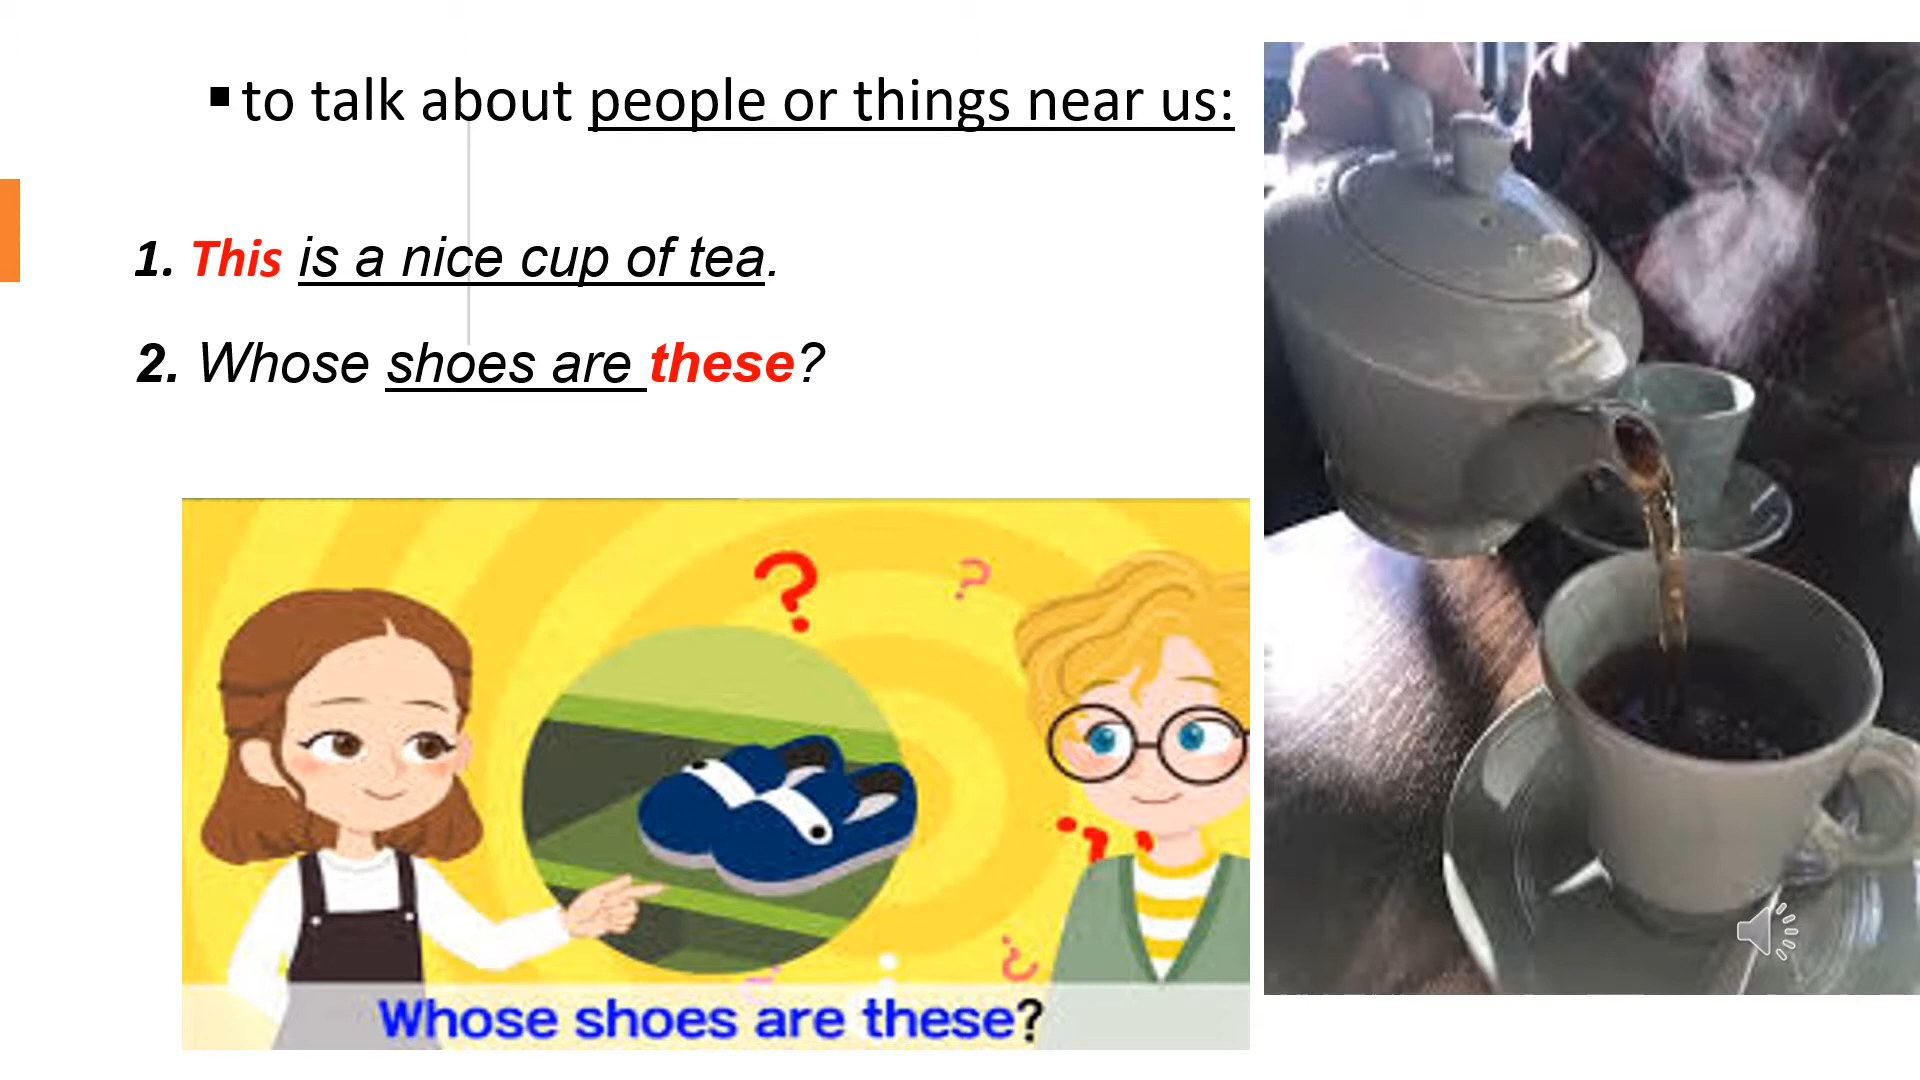 ▪ to talk about people or things near us:
1. This is a nice cup of tea.
2. Whose shoes are these?
? ?
Whose shoes are these?